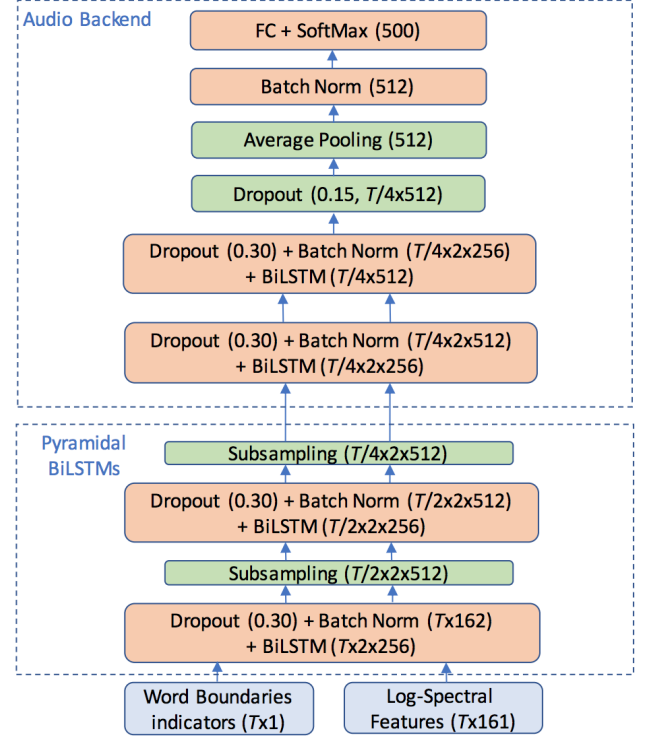 Audio Backend
FC + SoftMax (500)
Batch Norm (512)
Average Pooling (512)
Dropout (0.15, T/4x512)
Dropout (0.30) + Batch Norm (T/4x2x256)
+ BiLSTM (T/4x512)
Dropout (0.30) + Batch Norm (T/4x2x512)
+ BiLSTM (T/4x2x256)
Pyramidal
BiLSTMs
Subsampling (T/4x2x512)
Dropout (0.30) + Batch Norm (T/2x2x512)
+ BiLSTM (T/2x2x256)
Subsampling (T/2x2x512)
Dropout (0.30) + Batch Norm (Tx162)
+ BiLSTM (Tx2x256)
Word Boundaries
indicators (Tx1)
Log-Spectral
Features (Tx161)